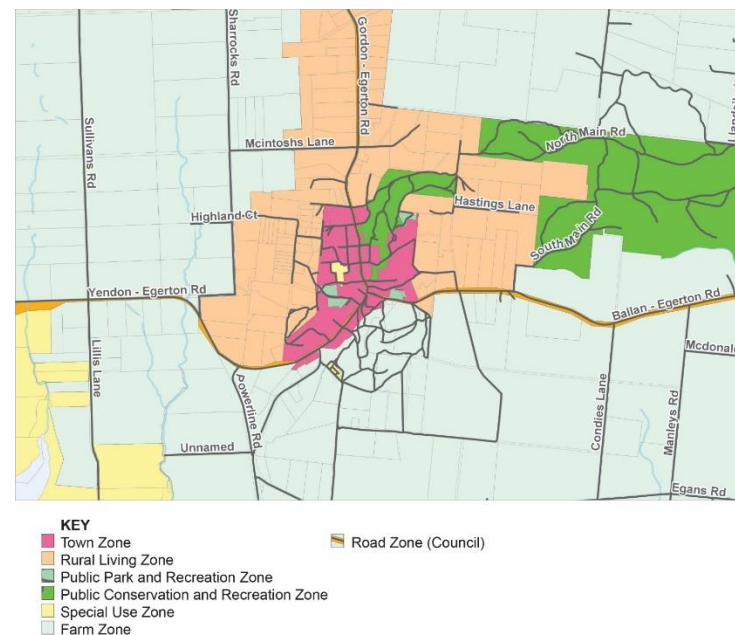 Sharrocks Rd
Gordon - Egerton Rd
Sullivans Rd
Mcintoshs Lane
North Main Rd
Highland Ct
Hastings Lane
South Main Rd
Yendon - Egerton Rd
Ballan - Egerton Rd
Lillis Lane
Powerline Rd
Condies Lane
Manleys Rd
Unnamed
Egans Rd
KEY
Town Zone
Road Zone (Council)
Rural Living Zone
Public Park and Recreation Zone
Public Conservation and Recreation Zone
Special Use Zone
Farm Zone